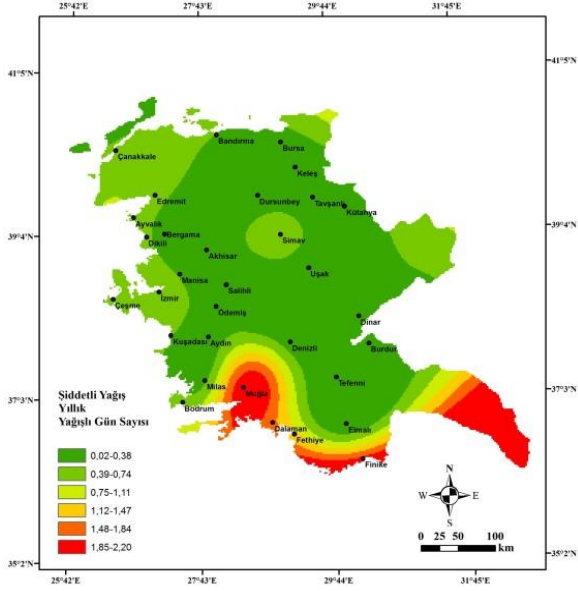 25°42'E 27°43'E 29°44'E 31°45'E
41°5'N 41°5'N
Bandırma
Bursa
Çanakkale
Keleş
Edremit Dursunbey Tavşanlı
Kütahya
Ayvalık
39°4'N Bergama Simav 39°4'N
Dikili
Akhisar
Uşak
Manisa
Salihli
İzmir
Çeşme
Ödemiş
Dinar
Kuşadası Aydın Denizli Burdur
Milas Tefenni
Muğla
37°3'N Bodrum 37°3'N
Dalaman Elmalı
Fethiye
Finike
Şiddetli Yağış
Yıllık
Yağışlı Gün Sayısı
0,02-0,38
0,39-0,74
0,75-1,11
1,12-1,47
1,48-1,84
1,85-2,20
N
W E
S
0 25 50 100
km
35°2'N 35°2'N
25°42'E 27°43'E 29°44'E 31°45'E